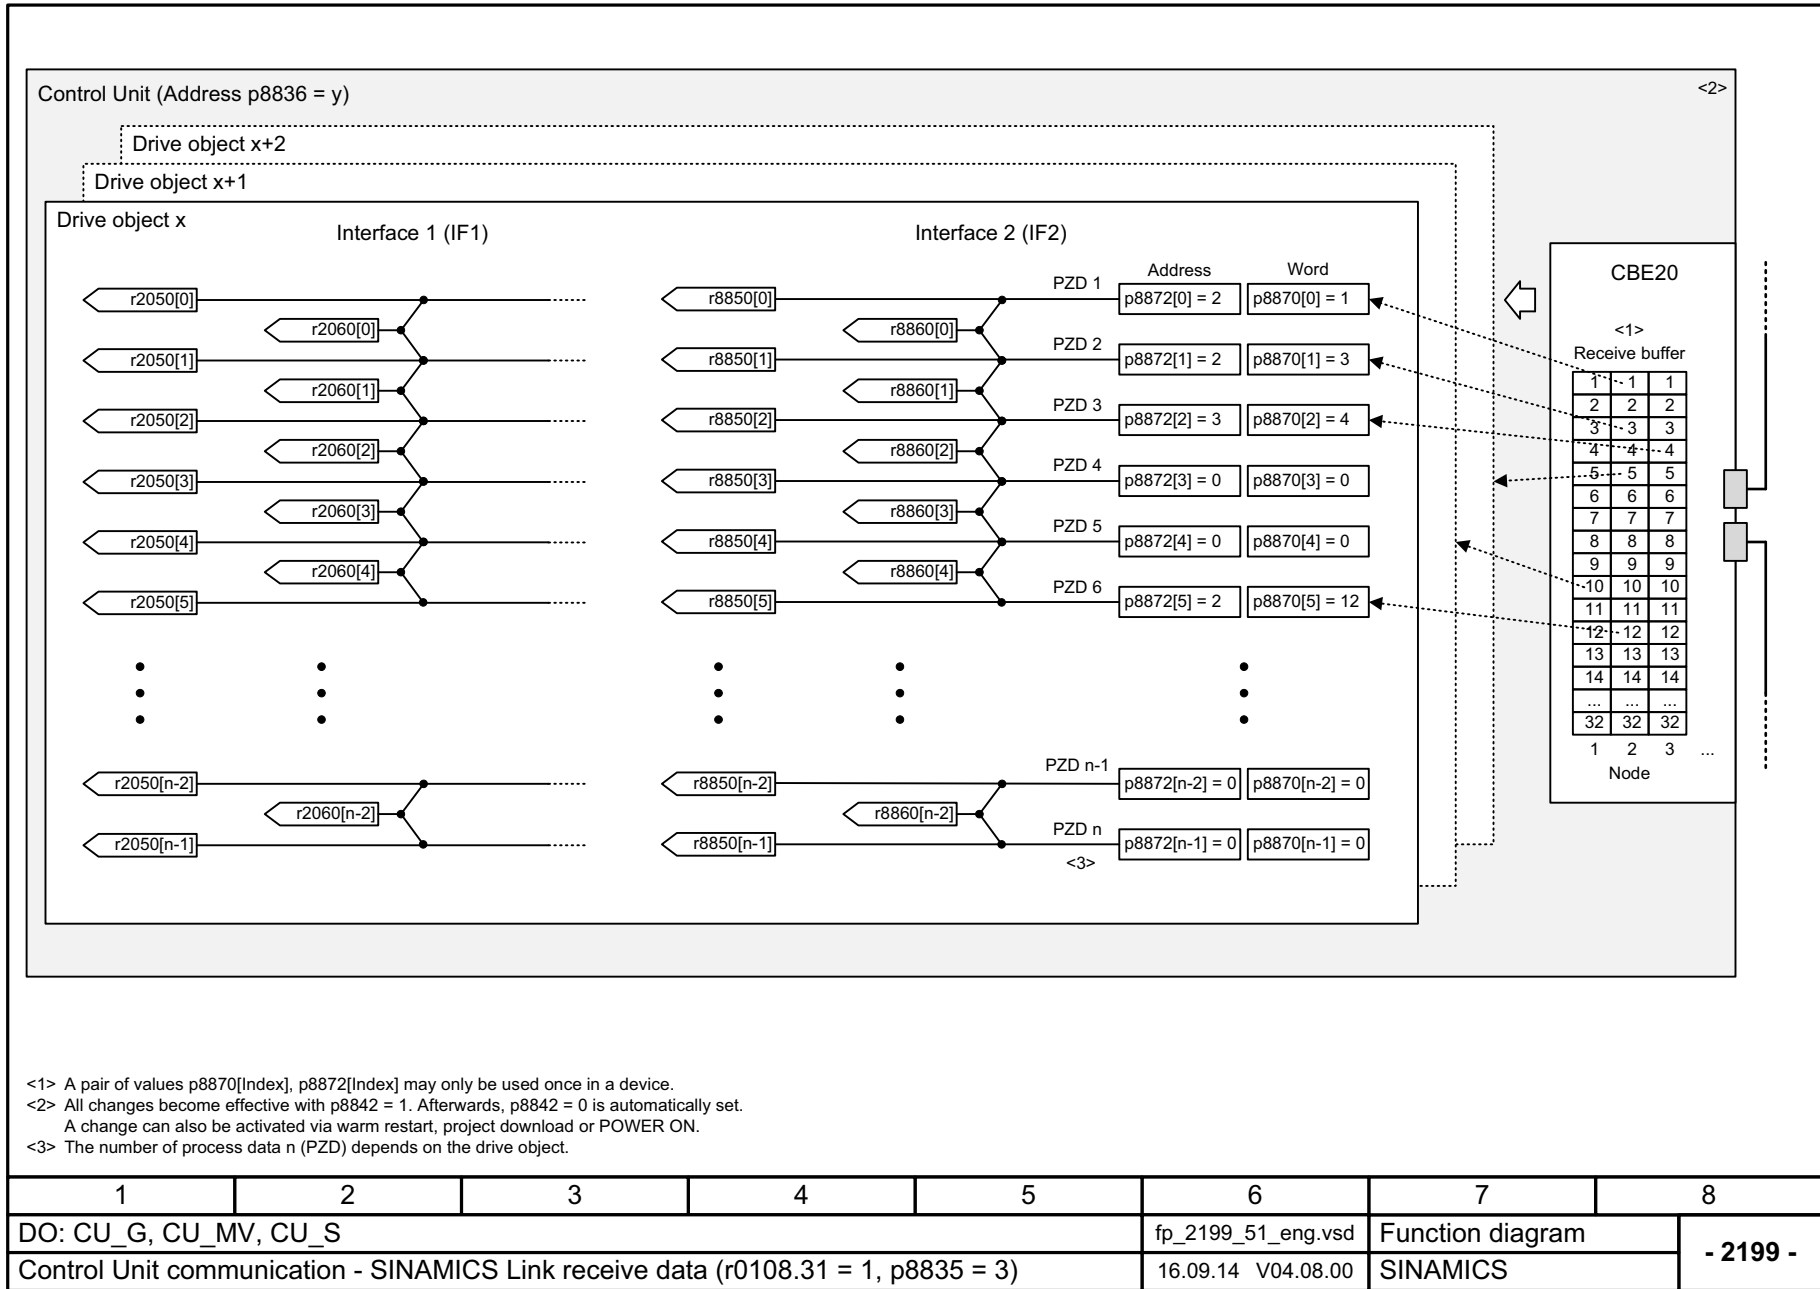 Control Unit (Address p8836 = y)
<2>
Drive object x+2
Drive object x+1
Drive object x
Interface 1 (IF1)
Interface 2 (IF2)
Address
Word
CBE20
r2050[0]
r8850[0]
PZD 1
p8872[0] = 2
p8870[0] = 1
r2060[0]
r8860[0]
<1>
r2050[1]
r8850[1]
PZD 2
p8872[1] = 2
p8870[1] = 3
Receive buffer
r2060[1]
r8860[1]
r2050[2]
r8850[2]
PZD 3
p8872[2] = 3
p8870[2] = 4
r2060[2]
r8860[2]
r2050[3]
r8850[3]
PZD 4
p8872[3] = 0
p8870[3] = 0
r2060[3]
r8860[3]
r2050[4]
r8850[4]
PZD 5
p8872[4] = 0
p8870[4] = 0
r2060[4]
r8860[4]
r2050[5]
r8850[5]
PZD 6
p8872[5] = 2
p8870[5] = 12
r2050[n-2]
r8850[n-2]
PZD n-1
p8872[n-2] = 0
p8870[n-2] = 0
r2060[n-2]
r8860[n-2]
r2050[n-1]
r8850[n-1]
PZD n
p8872[n-1] = 0
p8870[n-1] = 0
<3>
1 1 1
2 2 2
3 3 3
4 4 4
5 5 5
6 6 6
7 7 7
8 8 8
9 9 9
10 10 10
11 11 11
12 12 12
13 13 13
14 14 14
... ... ...
32 32 32
1 2 3 ...
Node
<1> A pair of values p8870[Index], p8872[Index] may only be used once in a device.
<2> All changes become effective with p8842 = 1. Afterwards, p8842 = 0 is automatically set.
A change can also be activated via warm restart, project download or POWER ON.
<3> The number of process data n (PZD) depends on the drive object.
1 2 3 4 5 6 7 8
DO: CU_G, CU_MV, CU_S
fp_2199_51_eng.vsd
Function diagram
- 2199 -
Control Unit communication - SINAMICS Link receive data (r0108.31 = 1, p8835 = 3)
16.09.14 V04.08.00
SINAMICS